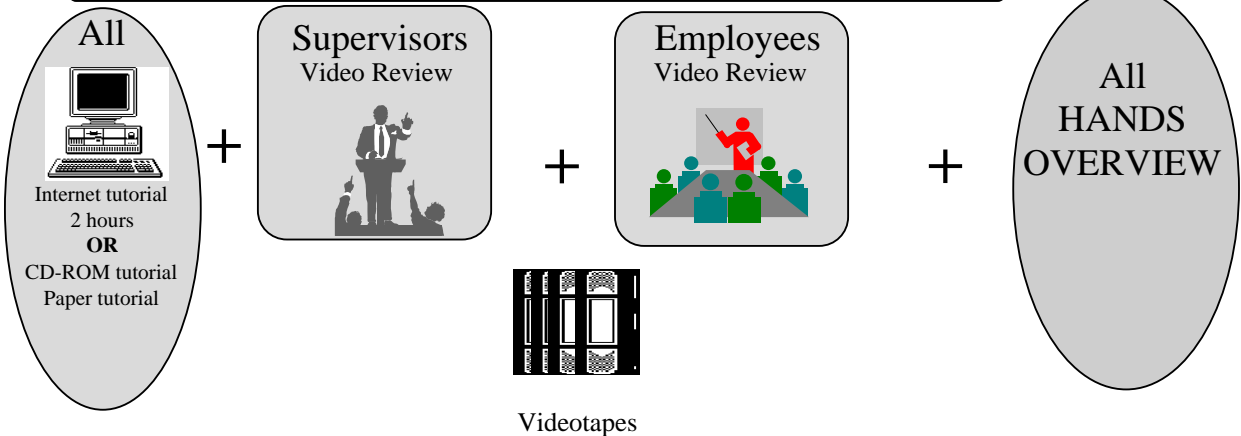 All
Internet tutorial
2 hours
OR
CD-ROM tutorial
Paper tutorial
+
Supervisors
Video Review
+
Employees
Video Review
+
All
HANDS
OVERVIEW
Videotapes